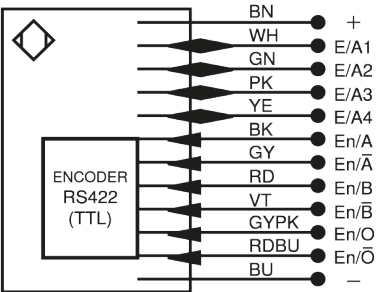 BN +
WH E/A1
GN E/A2
PK E/A3
YE E/A4
BK En/A
GY En/A̅
RD En/B
VT En/B̅
GYPK En/O
RDBU En/O̅
BU −
ENCODER
RS422
(TTL)